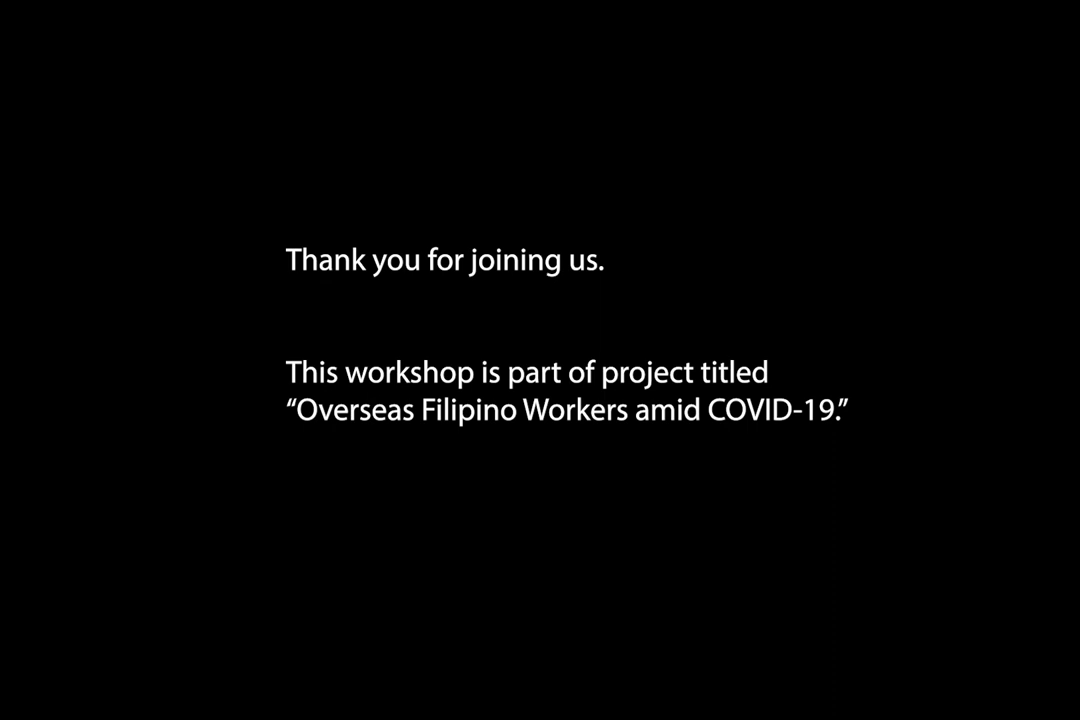 Thank you for joining us.
This workshop is part of project titled
“Overseas Filipino Workers amid COVID-19.”